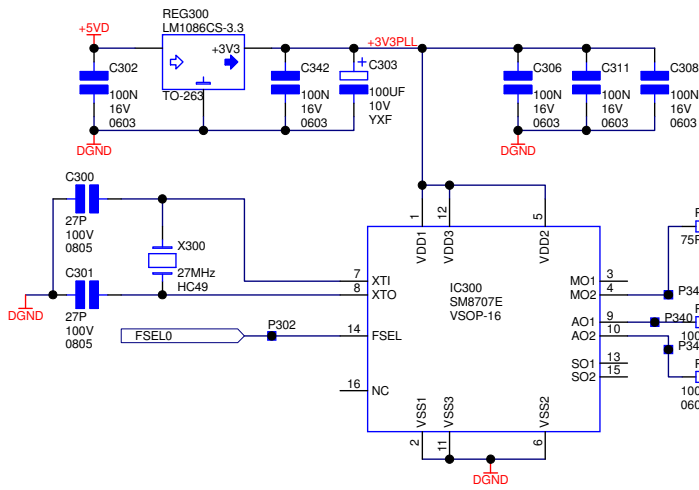 +5VD
REG300
LM1086CS-3.3
+3V3
TO-263
C302
100N
16V
0603
DGND
C342
100N
16V
0603
+
C303
100UF
10V
YXF
+3V3PLL
C306
100N
16V
0603
DGND
C311
100N
16V
0603
C308
100N
16V
0603
C300
27P
100V
0805
X300
27MHz
HC49
C301
27P
100V
0805
DGND
FSEL0
P302
1
12
5
VDD1
VDD3
VDD2
7
XTI
8
XTO
14
FSEL
16
NC
IC300
SM8707E
VSOP-16
3
MO1
4
MO2
9
AO1
10
AO2
13
SO1
15
SO2
VSS1
VSS3
VSS2
2
11
6
DGND
P340